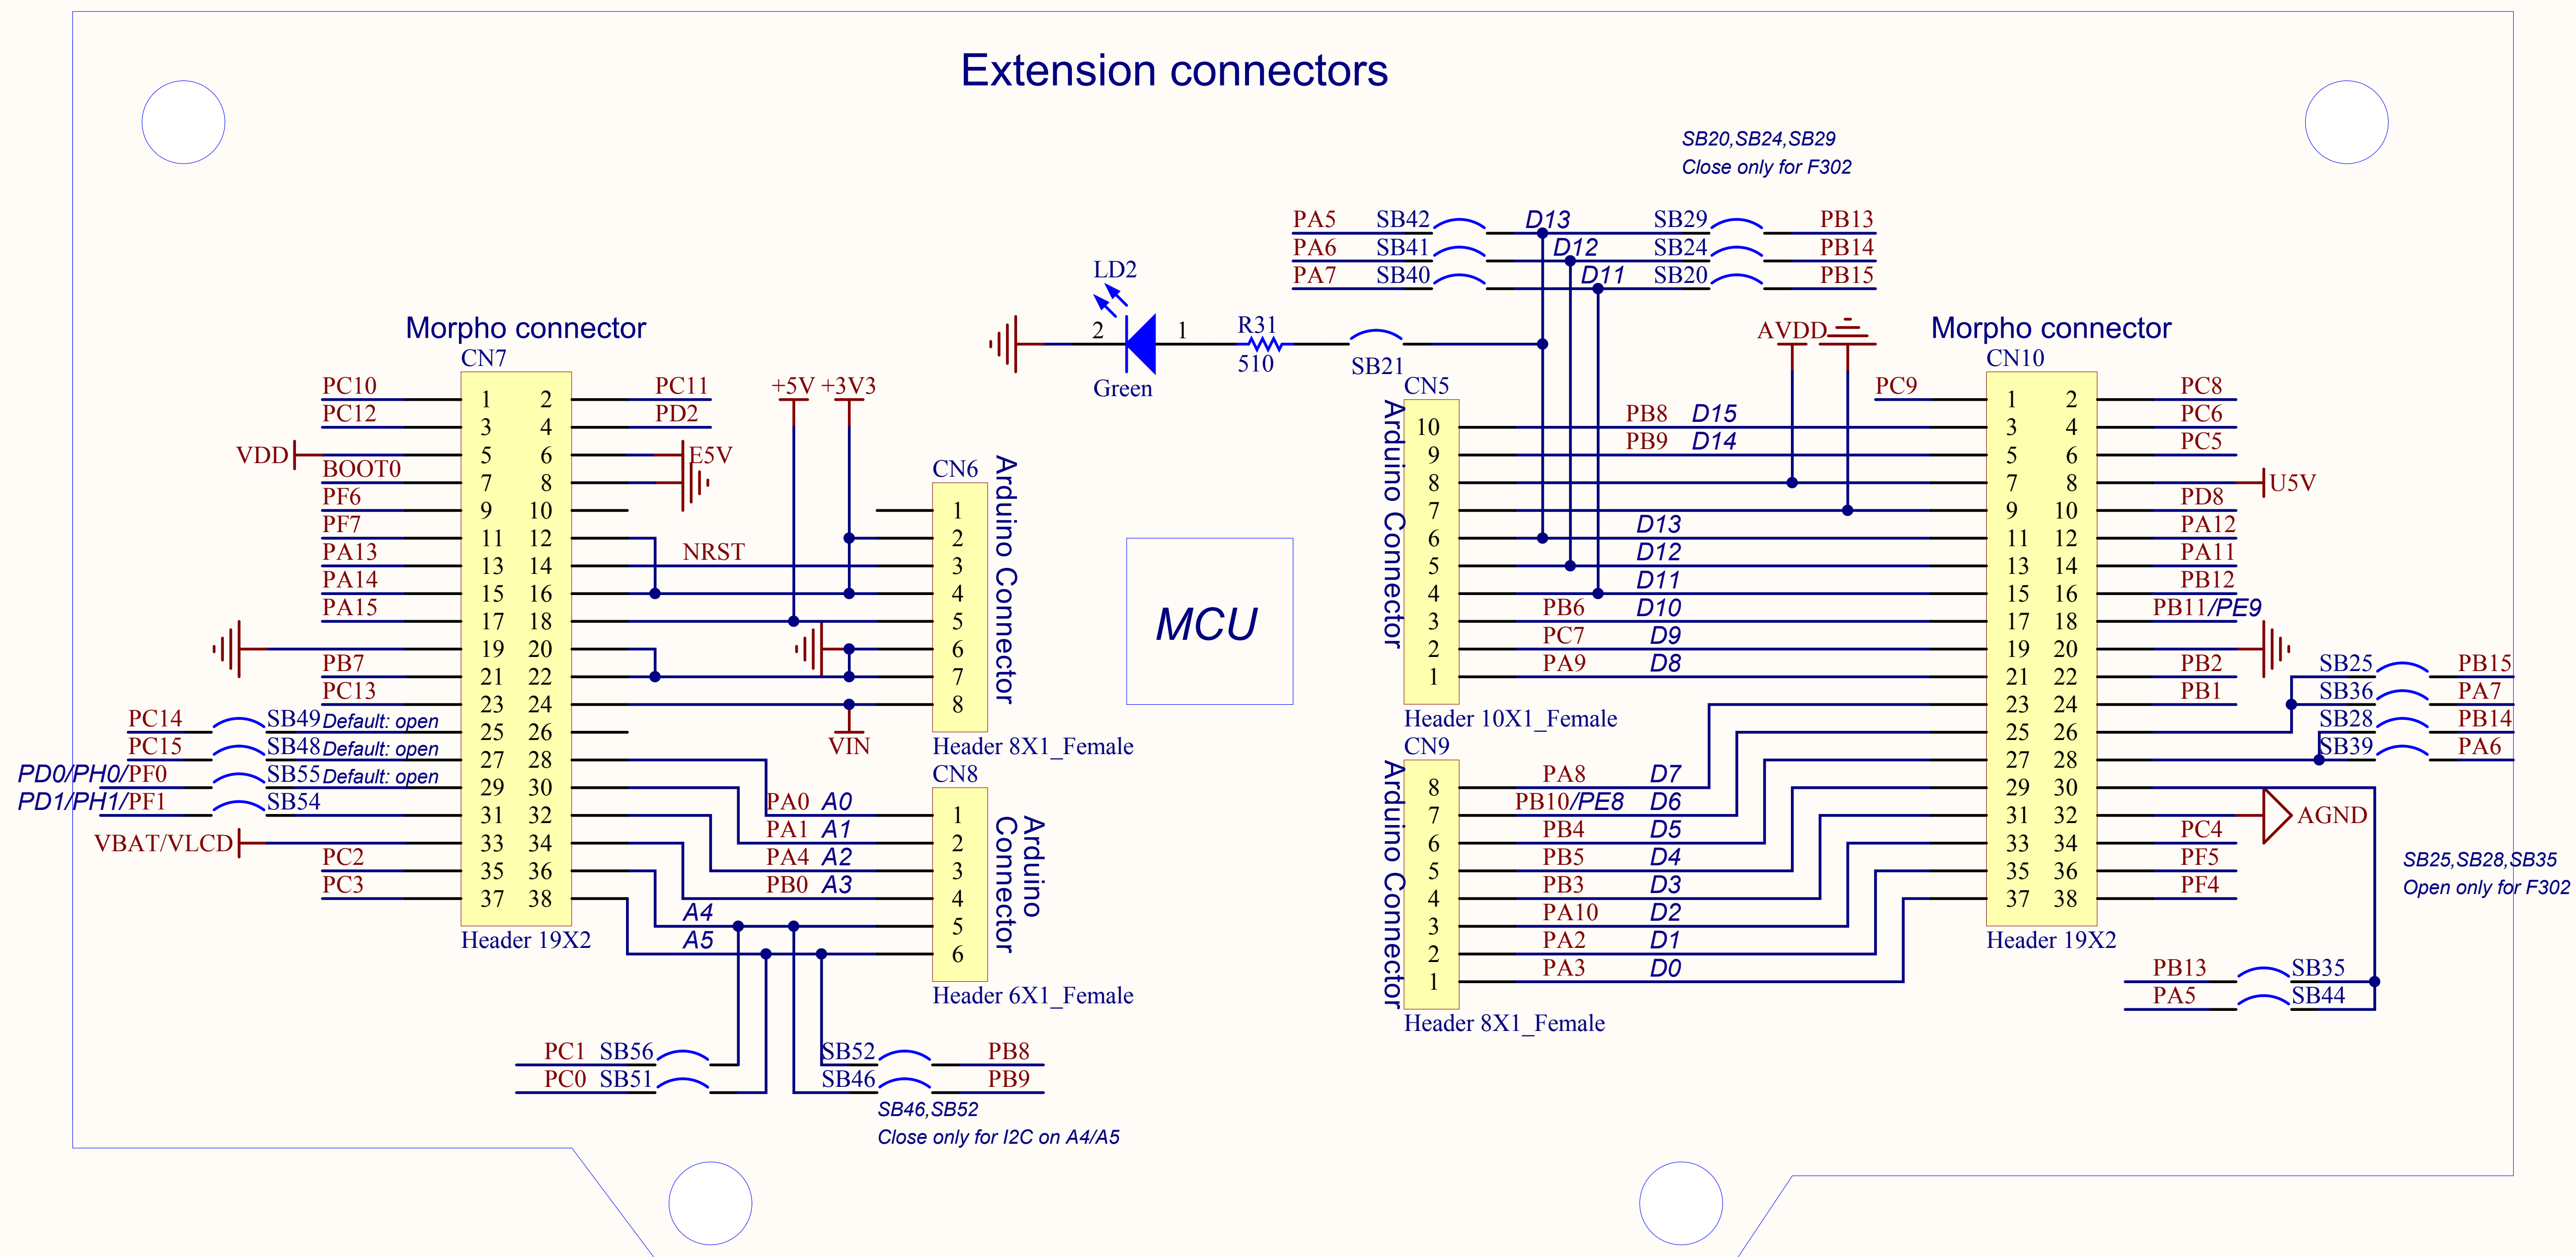 Extension connectors
SB20,SB24,SB29
Close only for F302
PA5 SB42 D13 SB29 PB13
PA6 SB41 D12 SB24 PB14
PA7 SB40 D11 SB20 PB15
LD2
2 1 R31
510
SB21
Green
Morpho connector
CN7
PC10 1 2 PC11
PC12 3 4 PD2
VDD 5 6 E5V
BOOT0 7 8
PF6 9 10
PF7 11 12
PA13 13 14 NRST
PA14 15 16
PA15 17 18
19 20
PB7 21 22
PC13 23 24
PC14 SB49 Default: open 25 26
PC15 SB48 Default: open 27 28
PD0/PH0/PF0 SB55 Default: open 29 30
PD1/PH1/PF1 SB54 31 32
VBAT/VLCD 33 34
PC2 35 36
PC3 37 38
Header 19X2
+5V +3V3
VIN
CN6
Arduino Connector
1
2
3
4
5
6
7
8
Header 8X1_Female
CN8
Arduino
Connector
PA0 A0 1
PA1 A1 2
PA4 A2 3
PB0 A3 4
A4 5
A5 6
Header 6X1_Female
PC1 SB56 SB52 PB8
PC0 SB51 SB46 PB9
SB46,SB52
Close only for I2C on A4/A5
MCU
AVDD
CN5
Arduino Connector
10 PB8 D15
9 PB9 D14
8
7
6 D13
5 D12
4 D11
3 PB6 D10
2 PC7 D9
1 PA9 D8
Header 10X1_Female
CN9
Arduino Connector
8 PA8 D7
7 PB10/PE8 D6
6 PB4 D5
5 PB5 D4
4 PB3 D3
3 PA10 D2
2 PA2 D1
1 PA3 D0
Header 8X1_Female
Morpho connector
CN10
PC9 1 2 PC8
3 4 PC6
5 6 PC5
7 8 U5V
9 10 PD8
11 12 PA12
13 14 PA11
15 16 PB12
17 18 PB11/PE9
19 20
21 22 PB2
23 24 PB1
25 26
27 28
29 30
31 32 AGND
33 34 PC4
35 36 PF5
37 38 PF4
Header 19X2
SB25 PB15
SB36 PA7
SB28 PB14
SB39 PA6
SB25,SB28,SB35
Open only for F302
PB13 SB35
PA5 SB44